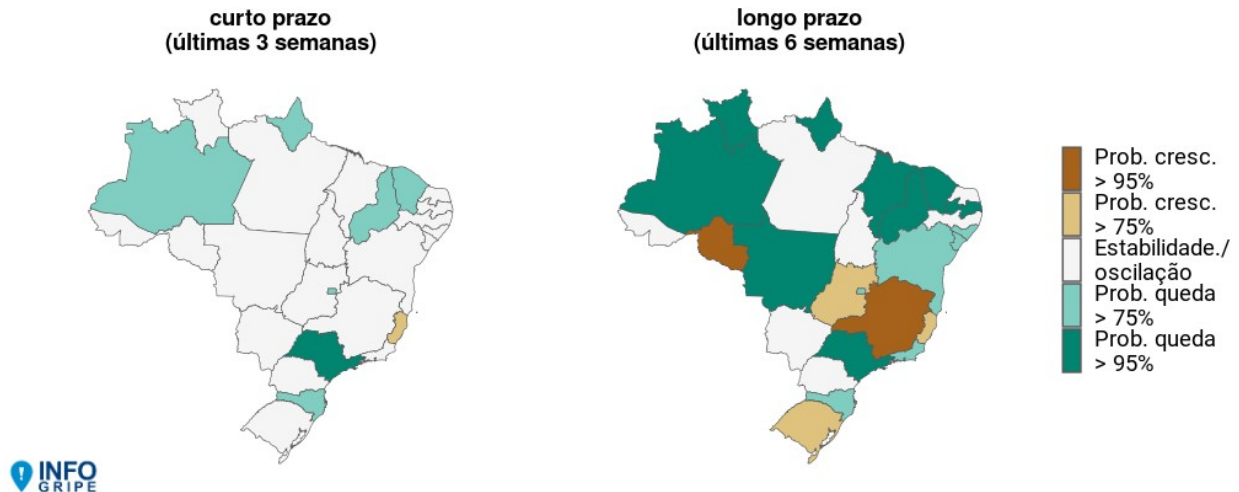 curto prazo
(últimas 3 semanas)
longo prazo
(últimas 6 semanas)
Prob. cresc.
> 95%
Prob. cresc.
> 75%
Estabilidade./
oscilação
Prob. queda
> 75%
Prob. queda
> 95%
INFO
GRIPE